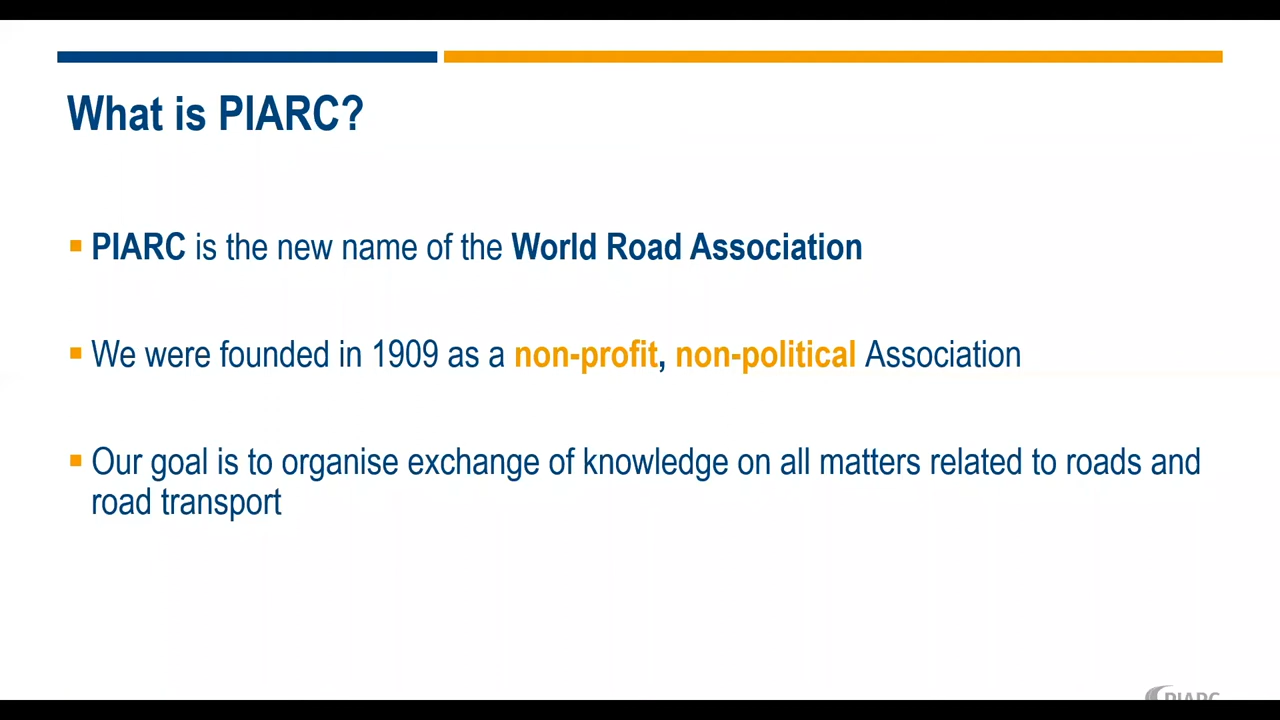 What is PIARC?
PIARC is the new name of the World Road Association
We were founded in 1909 as a non-profit, non-political Association
Our goal is to organise exchange of knowledge on all matters related to roads and
road transport
PIARC